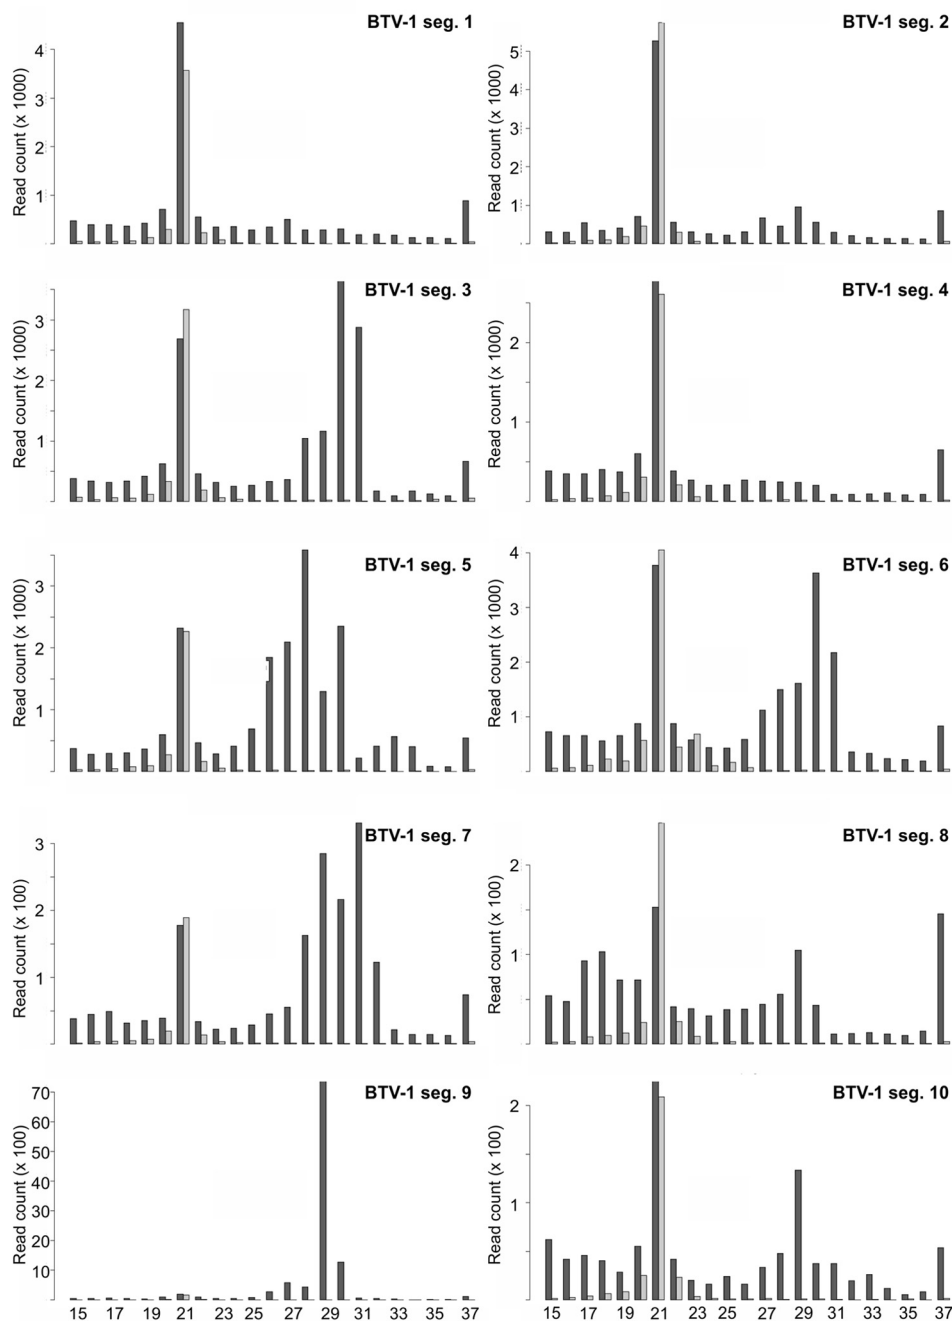 BTV-1 seg. 1
Read count (x 1000)
4
3
2
1
BTV-1 seg. 2
Read count (x 1000)
5
4
3
2
1
BTV-1 seg. 3
Read count (x 1000)
3
2
1
BTV-1 seg. 4
Read count (x 1000)
2
1
BTV-1 seg. 5
Read count (x 1000)
3
2
1
BTV-1 seg. 6
Read count (x 1000)
4
3
2
1
BTV-1 seg. 7
Read count (x 100)
3
2
1
BTV-1 seg. 8
Read count (x 100)
2
1
BTV-1 seg. 9
Read count (x 100)
70
60
50
40
30
20
10
15 17 19 21 23 25 27 29 31 33 35 37
BTV-1 seg. 10
Read count (x 100)
2
1
15 17 19 21 23 25 27 29 31 33 35 37